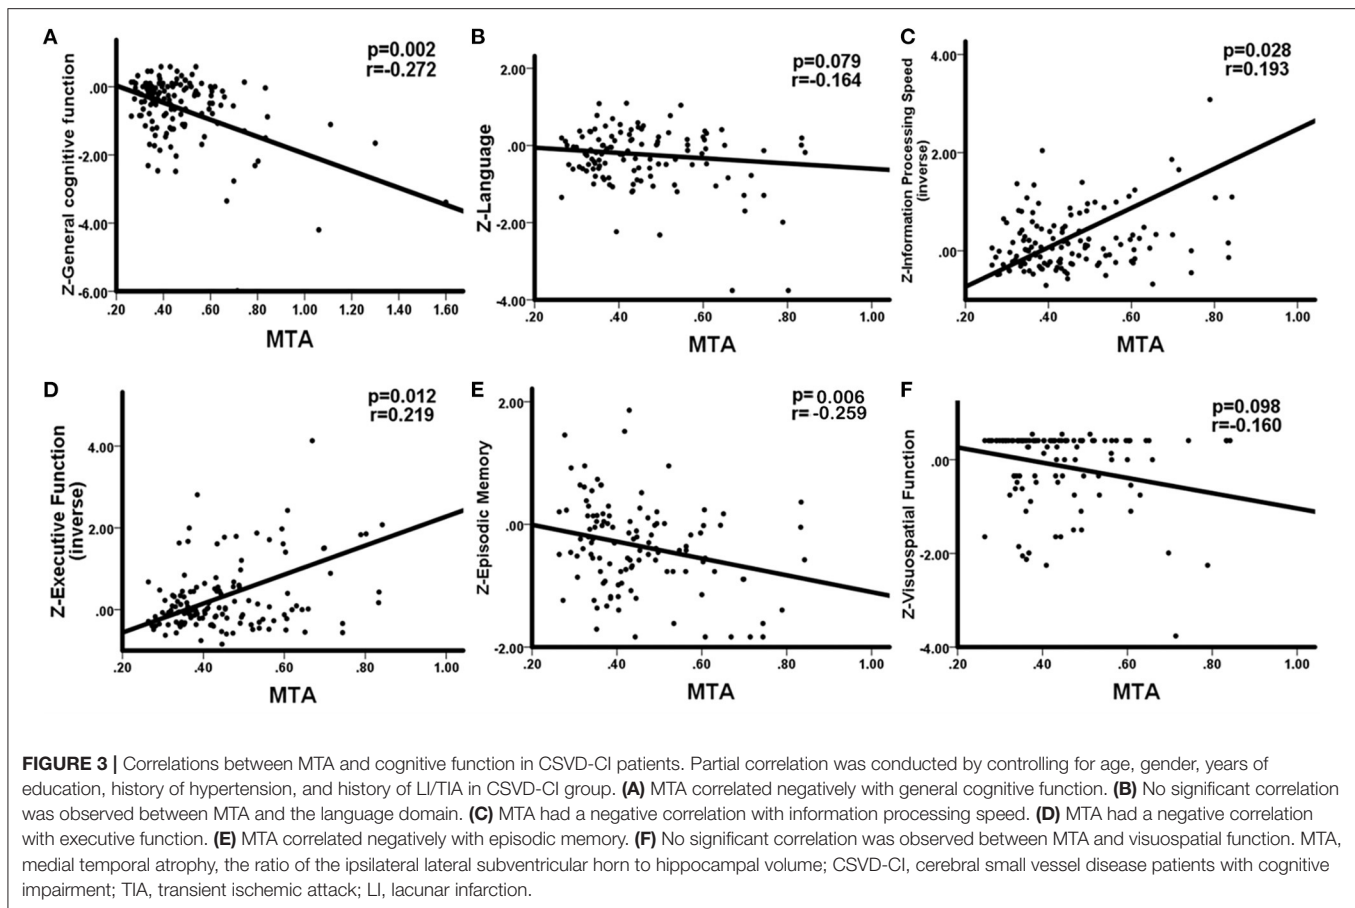 A
p=0.002
r=-0.272
Z-General cognitive function
.00
-2.00
-4.00
-6.00
.20 .40 .60 .80 1.00 1.20 1.40 1.60
MTA
B
p=0.079
r=-0.164
Z-Language
2.00
.00
-2.00
-4.00
.20 .40 .60 .80 1.00
MTA
C
p=0.028
r=0.193
Z-Information Processing Speed
(inverse)
4.00
2.00
.00
.20 .40 .60 .80 1.00
MTA
D
p=0.012
r=0.219
Z-Executive Function
(inverse)
4.00
2.00
.00
.20 .40 .60 .80 1.00
MTA
E
p= 0.006
r= -0.259
Z-Episodic Memory
2.00
.00
-2.00
.20 .40 .60 .80 1.00
MTA
F
p=0.098
r=-0.160
Z-Visuospatial Function
.00
-2.00
-4.00
.20 .40 .60 .80 1.00
MTA
FIGURE 3 | Correlations between MTA and cognitive function in CSVD-CI patients. Partial correlation was conducted by controlling for age, gender, years of
education, history of hypertension, and history of LI/TIA in CSVD-CI group. (A) MTA correlated negatively with general cognitive function. (B) No significant correlation
was observed between MTA and the language domain. (C) MTA had a negative correlation with information processing speed. (D) MTA had a negative correlation
with executive function. (E) MTA correlated negatively with episodic memory. (F) No significant correlation was observed between MTA and visuospatial function. MTA,
medial temporal atrophy, the ratio of the ipsilateral lateral subventricular horn to hippocampal volume; CSVD-CI, cerebral small vessel disease patients with cognitive
impairment; TIA, transient ischemic attack; LI, lacunar infarction.